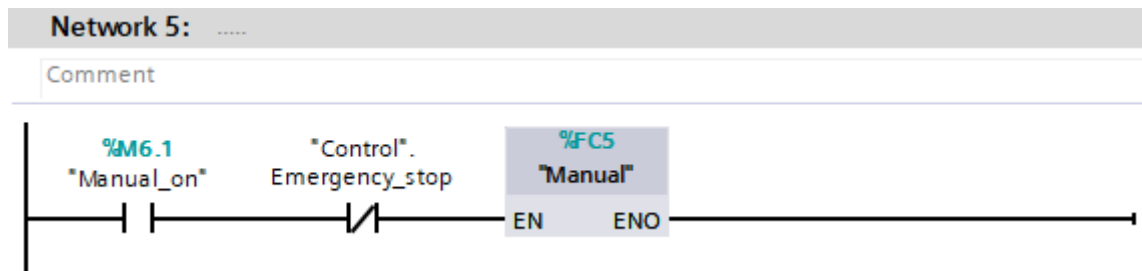 Network 5: .....
Comment
%M6.1
"Manual_on"
"Control".
Emergency_stop
%FC5
"Manual"
EN ENO